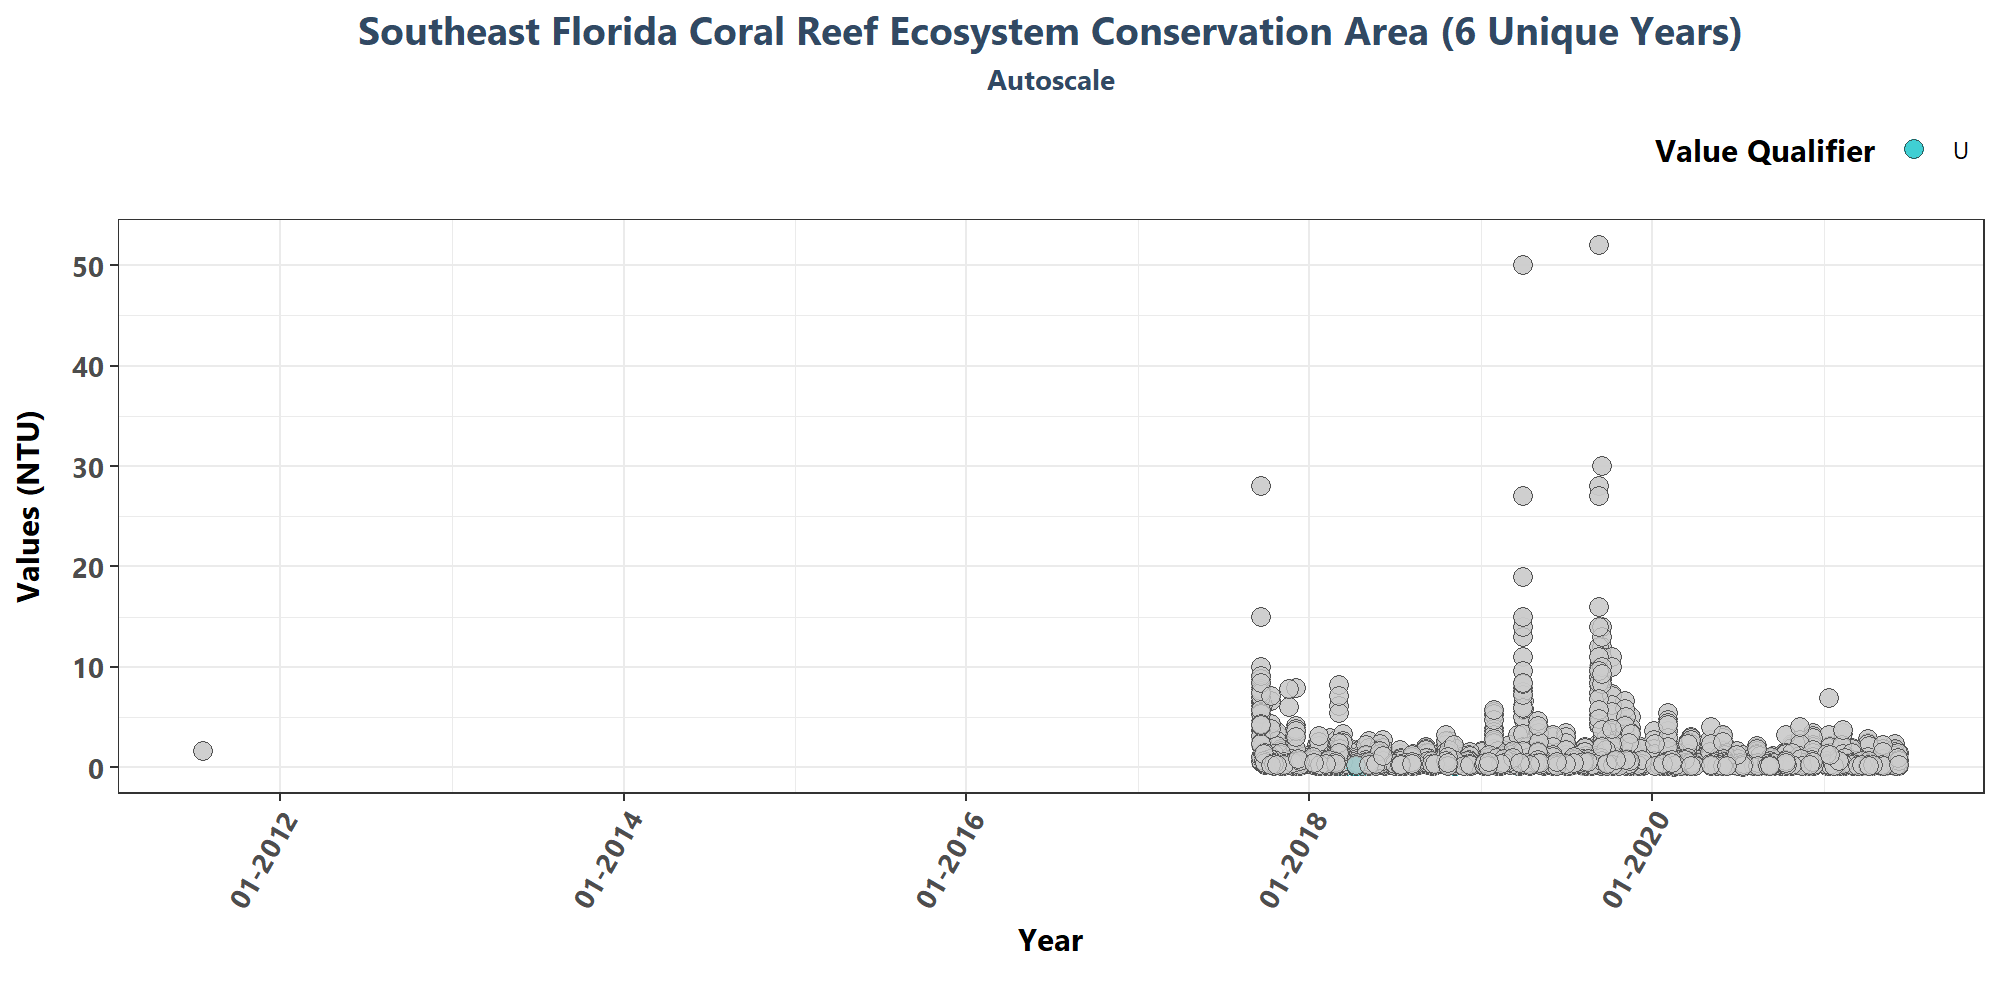 Southeast Florida Coral Reef Ecosystem Conservation Area (6 Unique Years)
Autoscale
Value Qualifier U
Values (NTU)
50
40
30
20
10
0
01-2012 01-2014 01-2016 01-2018 01-2020
Year